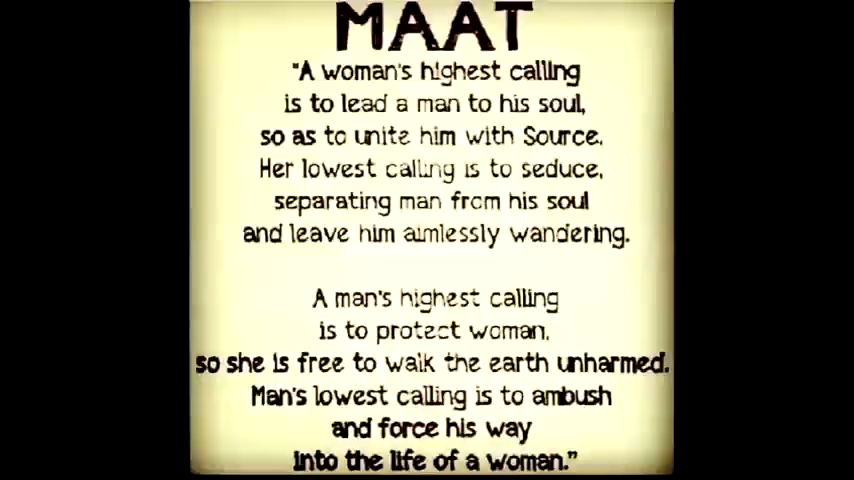 MAAT
"A woman's highest calling
is to lead a man to his soul,
so as to unite him with Source.
Her lowest calling is to seduce,
separating man from his soul
and leave him aimlessly wandering.
A man's highest calling
is to protect woman,
so she is free to walk the earth unharmed.
Man's lowest calling is to ambush
and force his way
into the life of a woman."